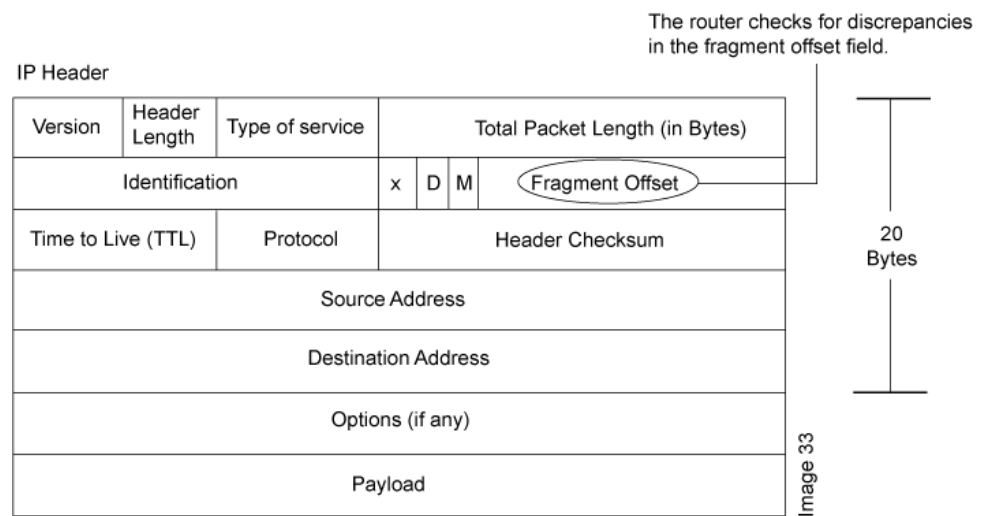 The router checks for discrepancies
in the fragment offset field.
IP Header
Version
Header
Length
Type of service
Total Packet Length (in Bytes)
Identification
x
D
M
Fragment Offset
Time to Live (TTL)
Protocol
Header Checksum
20
Bytes
Source Address
Destination Address
Options (if any)
Payload
Image 33